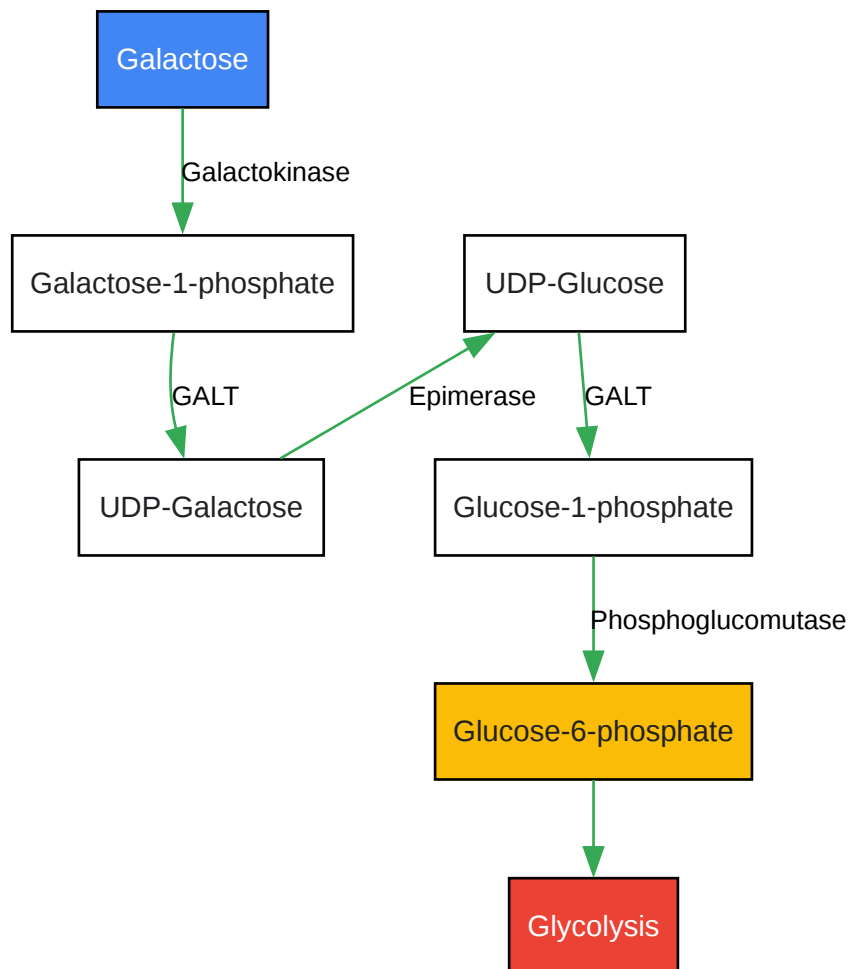 Galactose
Galactokinase
Galactose-1-phosphate
UDP-Glucose
GALT
Epimerase
GALT
UDP-Galactose
Glucose-1-phosphate
Phosphoglucomutase
Glucose-6-phosphate
Glycolysis